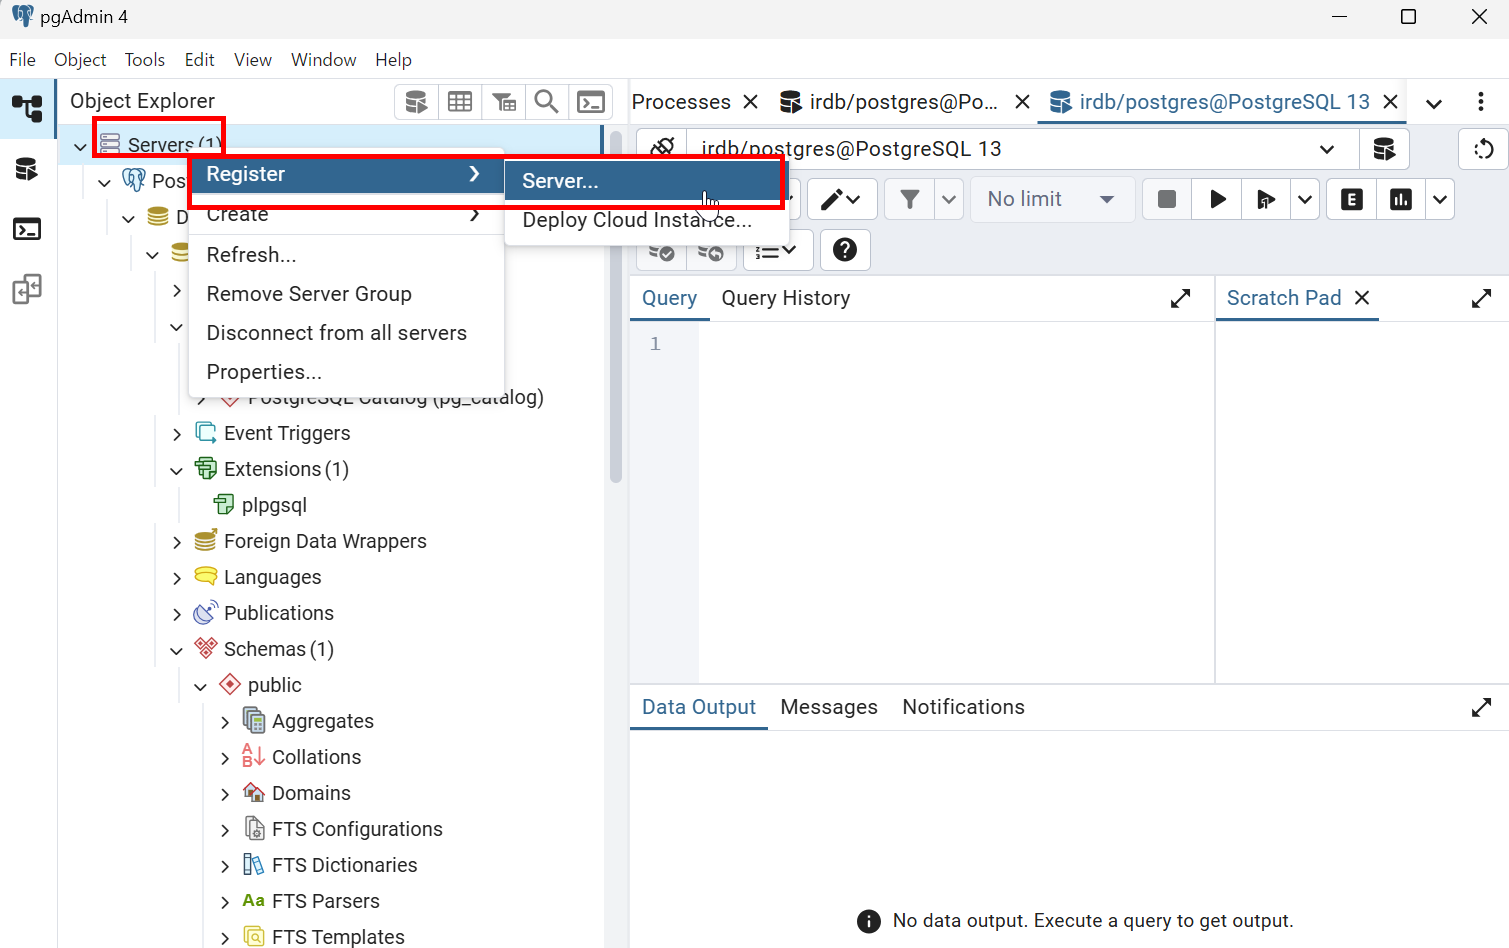 pgAdmin 4
File Object Tools Edit View Window Help
Object Explorer
Processes
irdb/postgres@Po...
irdb/postgres@PostgreSQL 13
Servers (1)
irdb/postgres@PostgreSQL 13
Register
Server...
Create
Deploy Cloud Instance...
No limit
E
Refresh...
Remove Server Group
Disconnect from all servers
Properties...
Query
Query History
Scratch Pad
1
PostgreSQL Catalog (pg_catalog)
Event Triggers
Extensions (1)
plpgsql
Foreign Data Wrappers
Languages
Publications
Schemas (1)
public
Aggregates
Collations
Domains
FTS Configurations
FTS Dictionaries
Aa FTS Parsers
FTS Templates
Data Output
Messages
Notifications
No data output. Execute a query to get output.